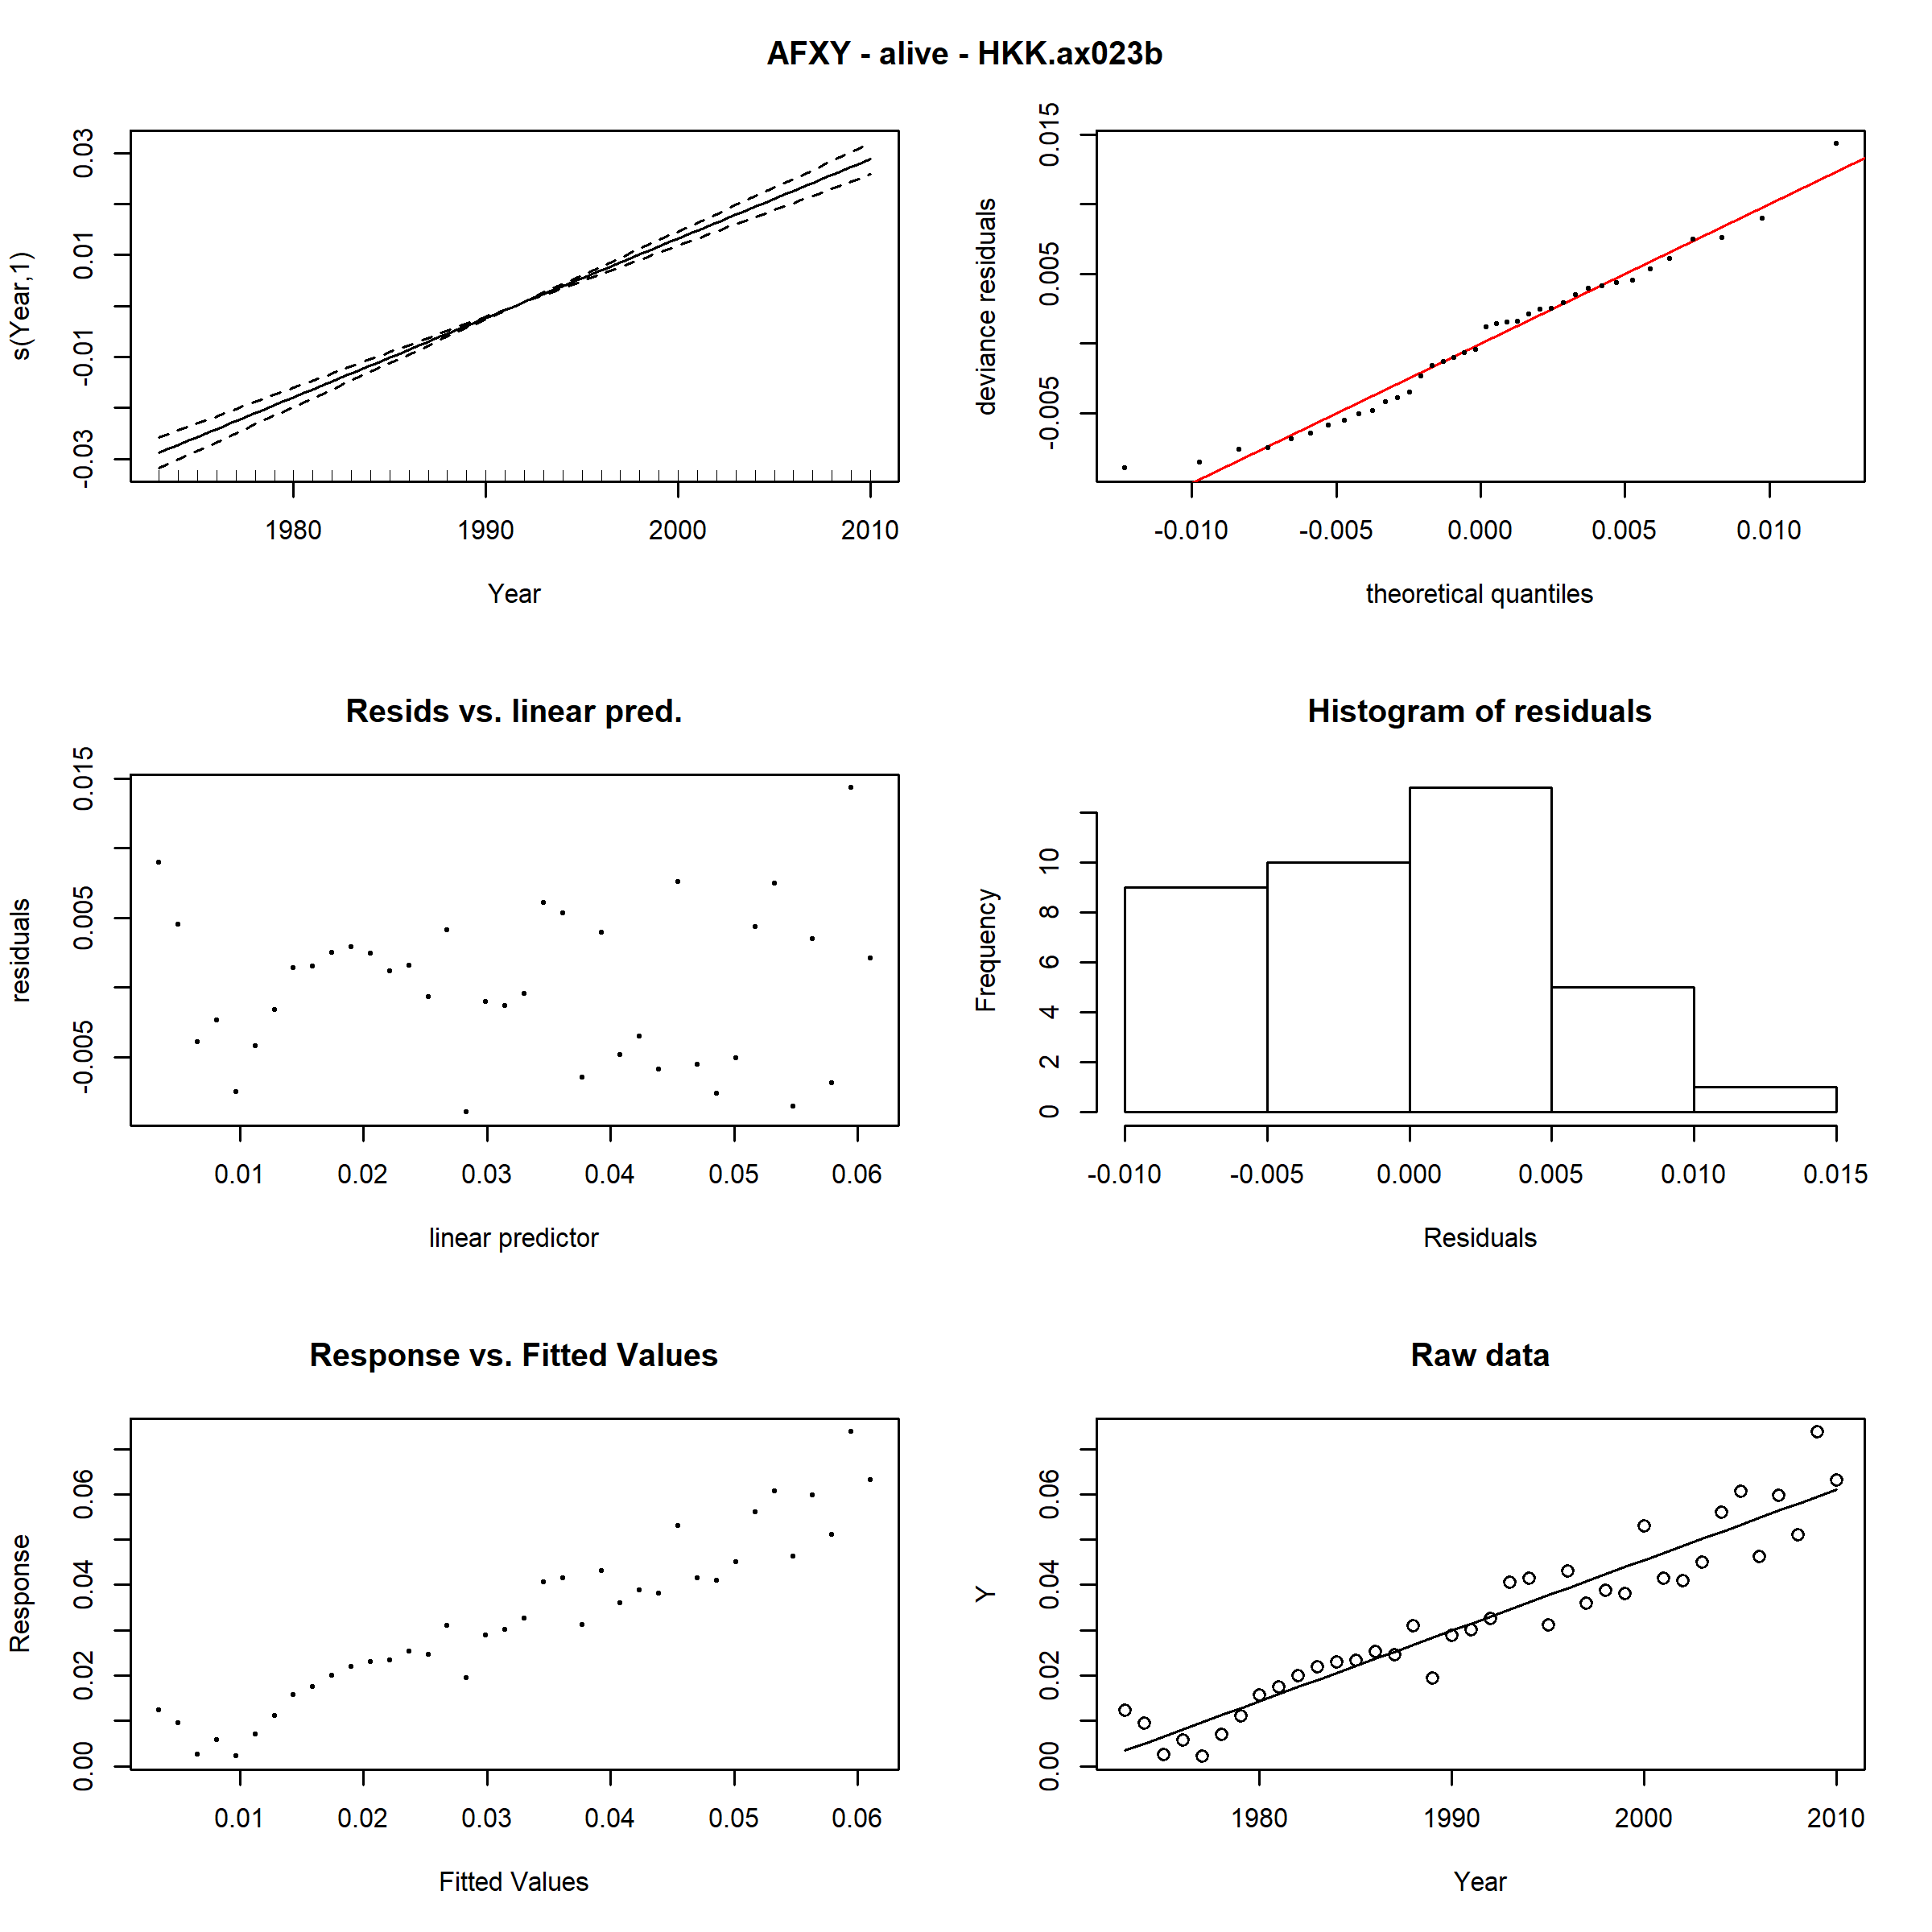 AFXY - alive - HKK.ax023b
s(Year,1)
-0.03 -0.01 0.01 0.03
1980 1990 2000 2010
Year
deviance residuals
-0.005 0.005 0.015
-0.010 -0.005 0.000 0.005 0.010
theoretical quantiles
Resids vs. linear pred.
residuals
-0.005 0.005 0.015
0.01 0.02 0.03 0.04 0.05 0.06
linear predictor
Histogram of residuals
Frequency
0 2 4 6 8 10
-0.010 -0.005 0.000 0.005 0.010 0.015
Residuals
Response vs. Fitted Values
Response
0.00 0.02 0.04 0.06
0.01 0.02 0.03 0.04 0.05 0.06
Fitted Values
Raw data
Y
0.00 0.02 0.04 0.06
1980 1990 2000 2010
Year